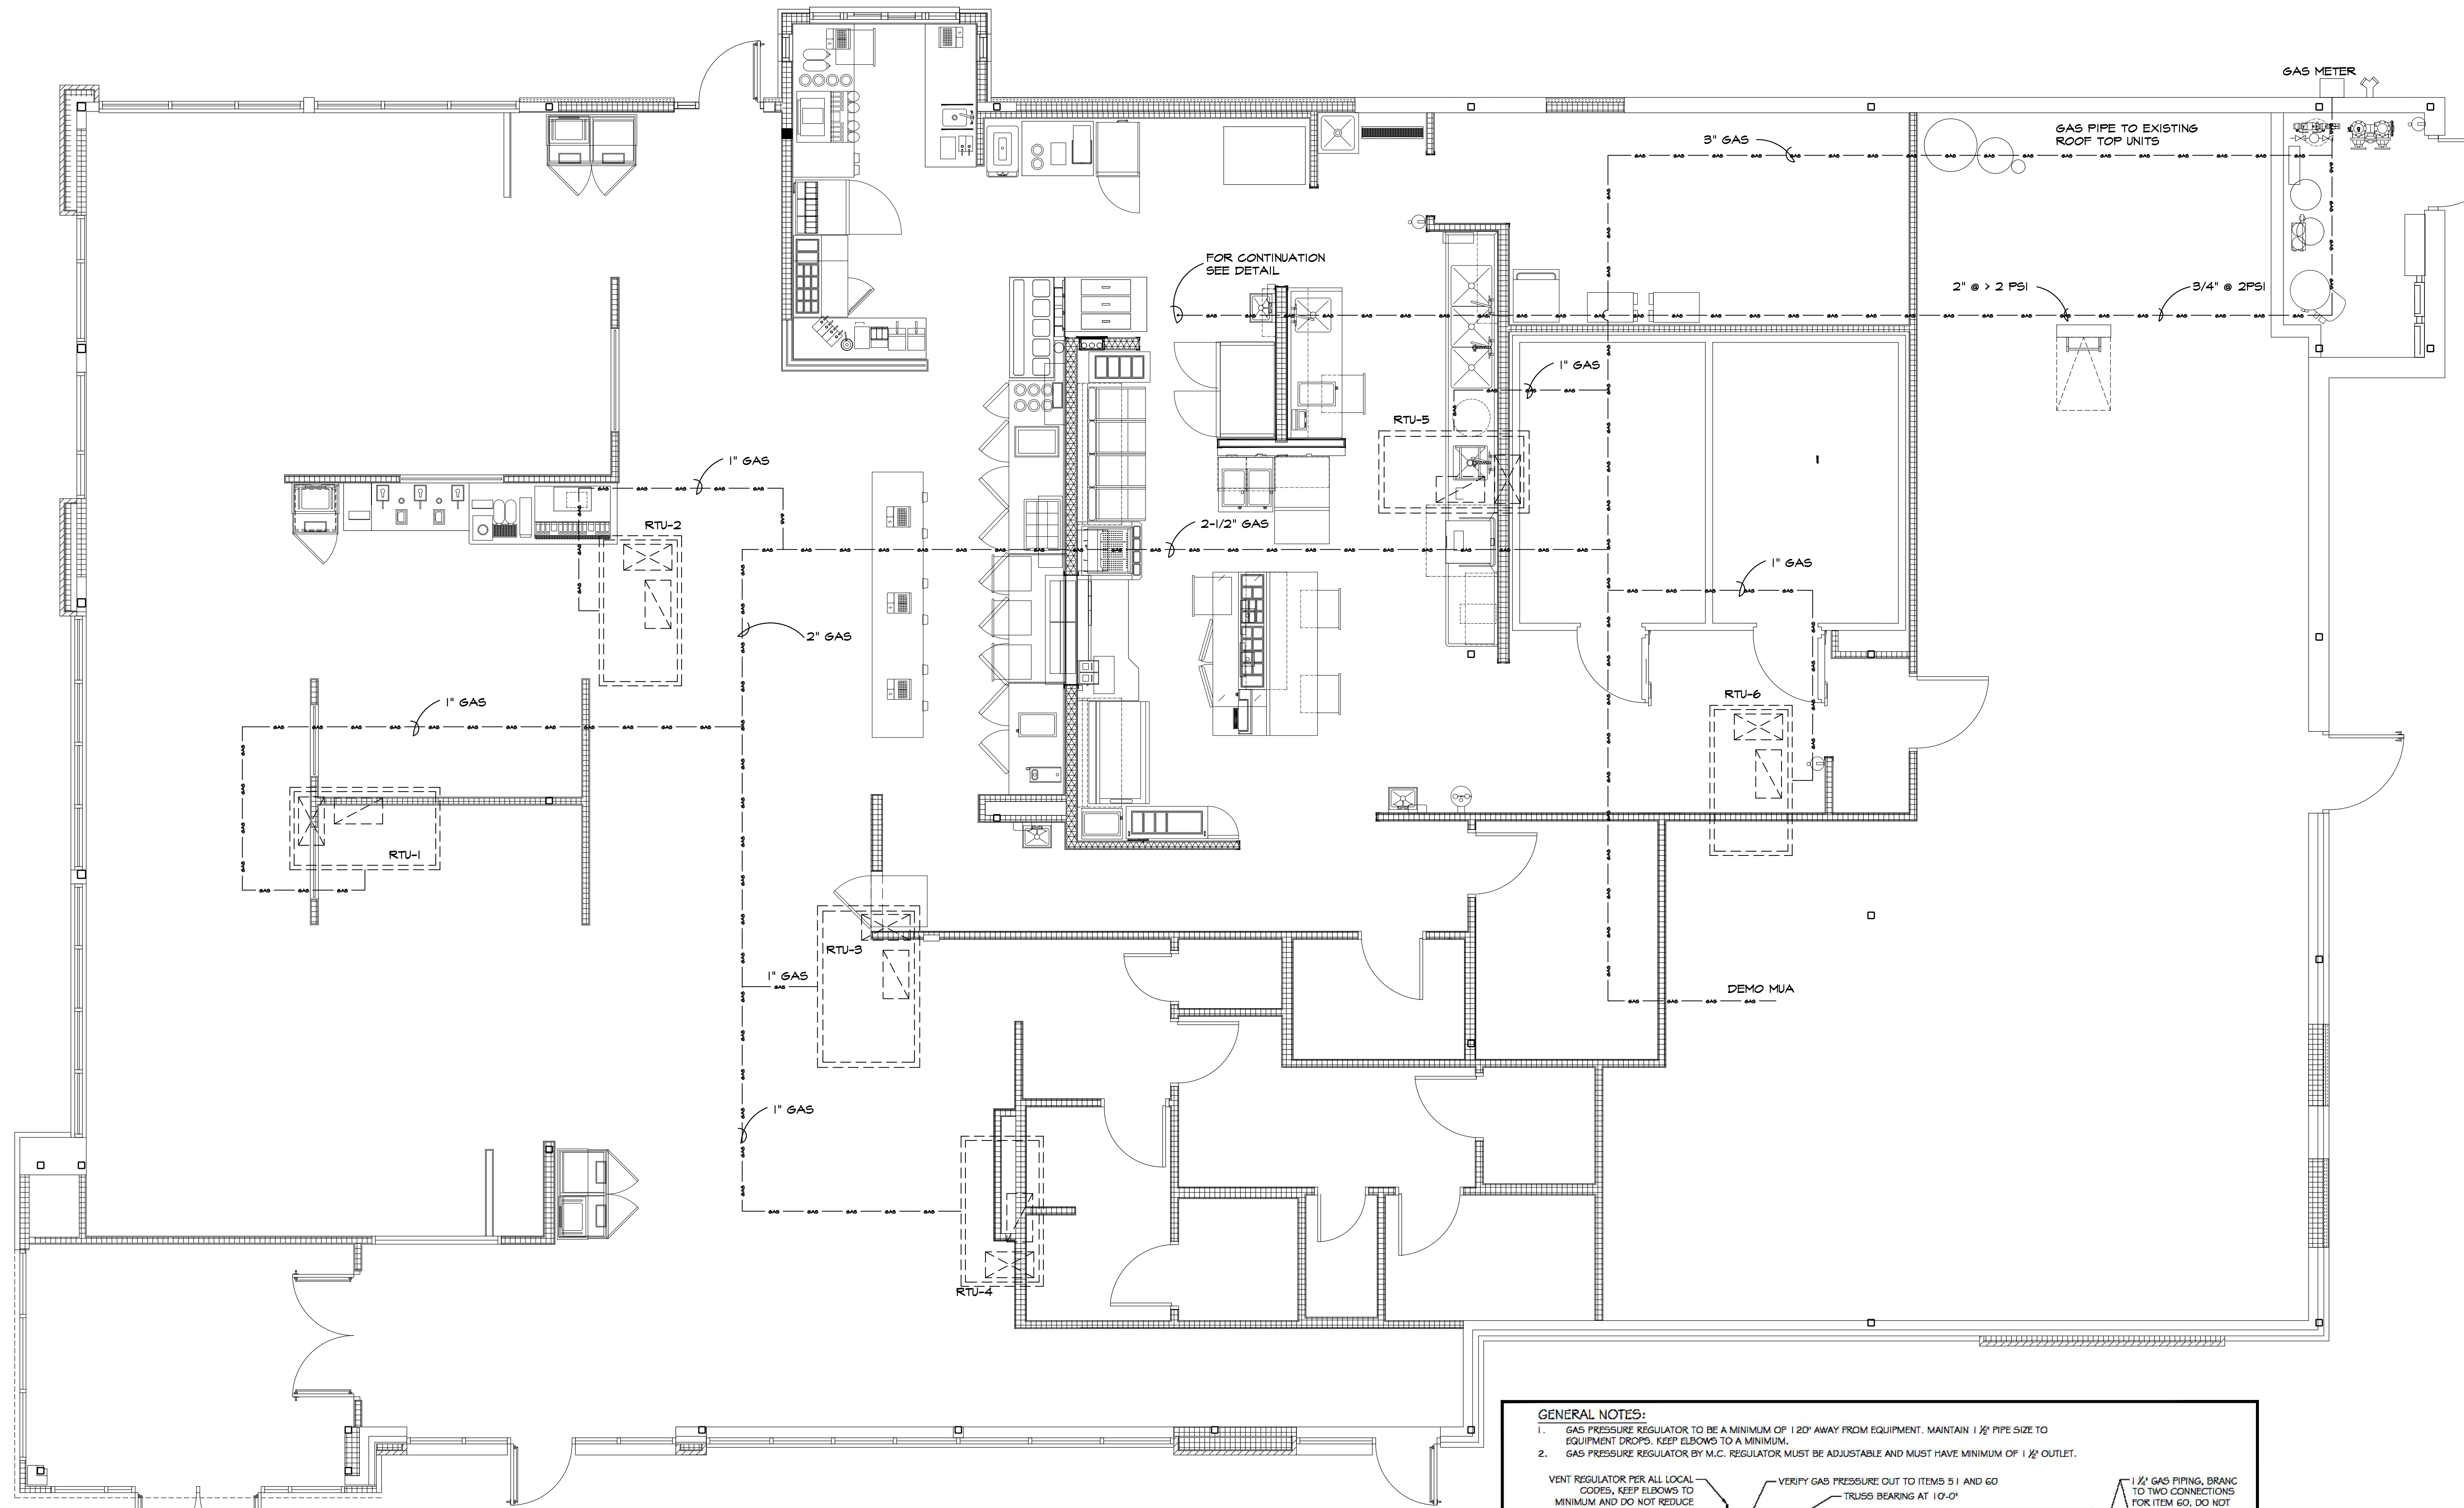 GAS METER
GAS PIPE TO EXISTING
ROOF TOP UNITS
3" GAS
FOR CONTINUATION
SEE DETAIL
2" @ > 2 PSI
3/4" @ 2PSI
1" GAS
RTU-5
1" GAS
RTU-2
2-1/2" GAS
1" GAS
2" GAS
RTU-6
1" GAS
RTU-1
RTU-3
1" GAS
DEMO MUA
1" GAS
RTU-4
GENERAL NOTES:
1. GAS PRESSURE REGULATOR TO BE A MINIMUM OF 120" AWAY FROM EQUIPMENT. MAINTAIN 1 ½" PIPE SIZE TO
EQUIPMENT DROPS. KEEP ELBOWS TO A MINIMUM.
2. GAS PRESSURE REGULATOR BY M.C. REGULATOR MUST BE ADJUSTABLE AND MUST HAVE MINIMUM OF 1 ½" OUTLET.
VENT REGULATOR PER ALL LOCAL
CODES, KEEP ELBOWS TO
MINIMUM AND DO NOT REDUCE
VERIFY GAS PRESSURE OUT TO ITEMS 51 AND 60
TRUSS BEARING AT 10'-0"
GAS PIPING, BRANC
TO TWO CONNECTIONS
FOR ITEM 60, DO NOT